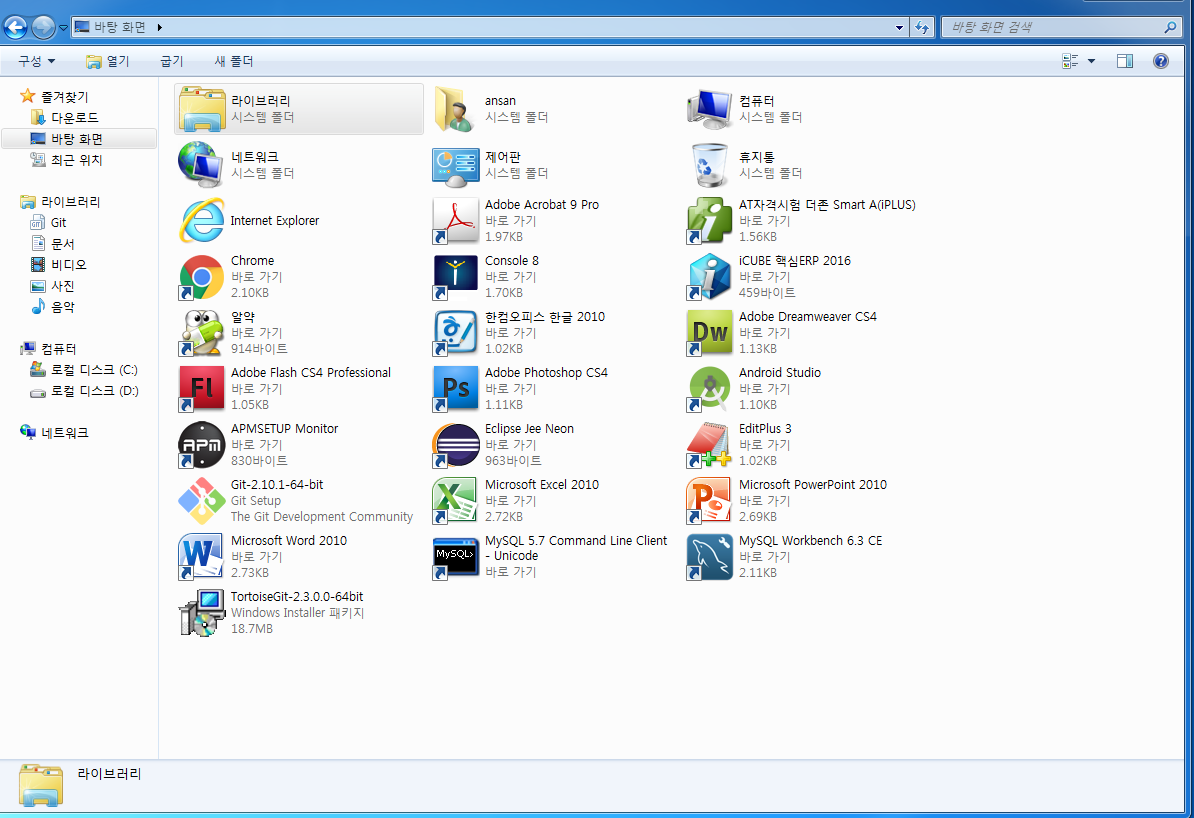 바탕 화면
바탕 화면 검색
구성
열기
굽기
새 폴더
즐겨찾기
다운로드
바탕 화면
최근 위치
라이브러리
Git
문서
비디오
사진
음악
컴퓨터
로컬 디스크 (C:)
로컬 디스크 (D:)
네트워크
라이브러리
시스템 폴더
ansan
시스템 폴더
컴퓨터
시스템 폴더
네트워크
시스템 폴더
제어판
시스템 폴더
휴지통
시스템 폴더
Internet Explorer
Adobe Acrobat 9 Pro
바로 가기
1.97KB
AT자격시험 더존 Smart A(iPLUS)
바로 가기
1.56KB
Chrome
바로 가기
2.10KB
Console 8
바로 가기
1.70KB
iCUBE 핵심ERP 2016
바로 가기
459바이트
알약
바로 가기
914바이트
한컴오피스 한글 2010
바로 가기
1.02KB
Dw
Adobe Dreamweaver CS4
바로 가기
1.13KB
Fl
Adobe Flash CS4 Professional
바로 가기
1.05KB
Ps
Adobe Photoshop CS4
바로 가기
1.11KB
Android Studio
바로 가기
1.10KB
APM
APMSETUP Monitor
바로 가기
830바이트
Eclipse Jee Neon
바로 가기
963바이트
EditPlus 3
바로 가기
1.02KB
Git-2.10.1-64-bit
Git Setup
The Git Development Community
Microsoft Excel 2010
바로 가기
2.72KB
Microsoft PowerPoint 2010
바로 가기
2.69KB
Microsoft Word 2010
바로 가기
2.73KB
MySQL>
MySQL 5.7 Command Line Client
- Unicode
바로 가기
MySQL Workbench 6.3 CE
바로 가기
2.11KB
TortoiseGit-2.3.0.0-64bit
Windows Installer 패키지
18.7MB
라이브러리